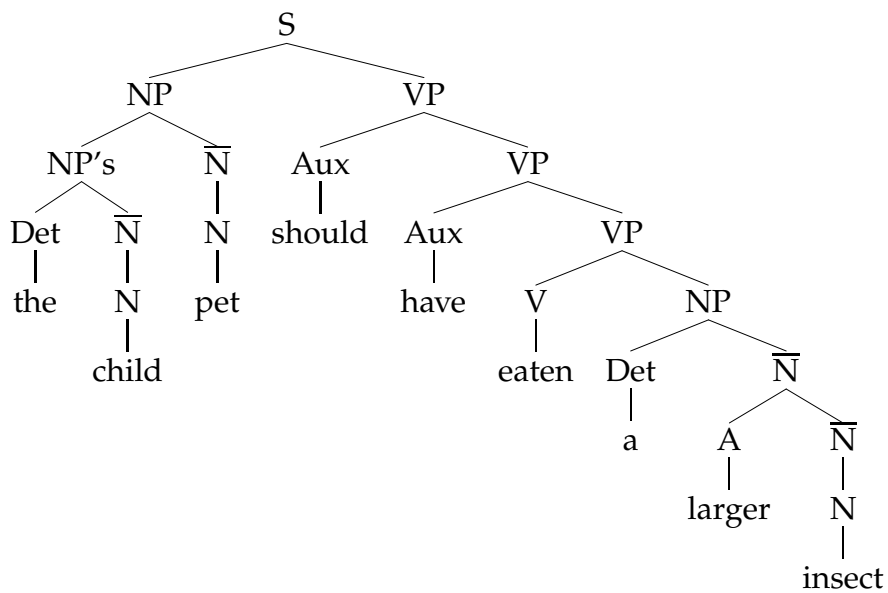 S
NP VP
NP's N̅ Aux VP
Det N̅ N should Aux VP
the N pet have V NP
child eaten Det N̅
a A N̅
larger N
insect